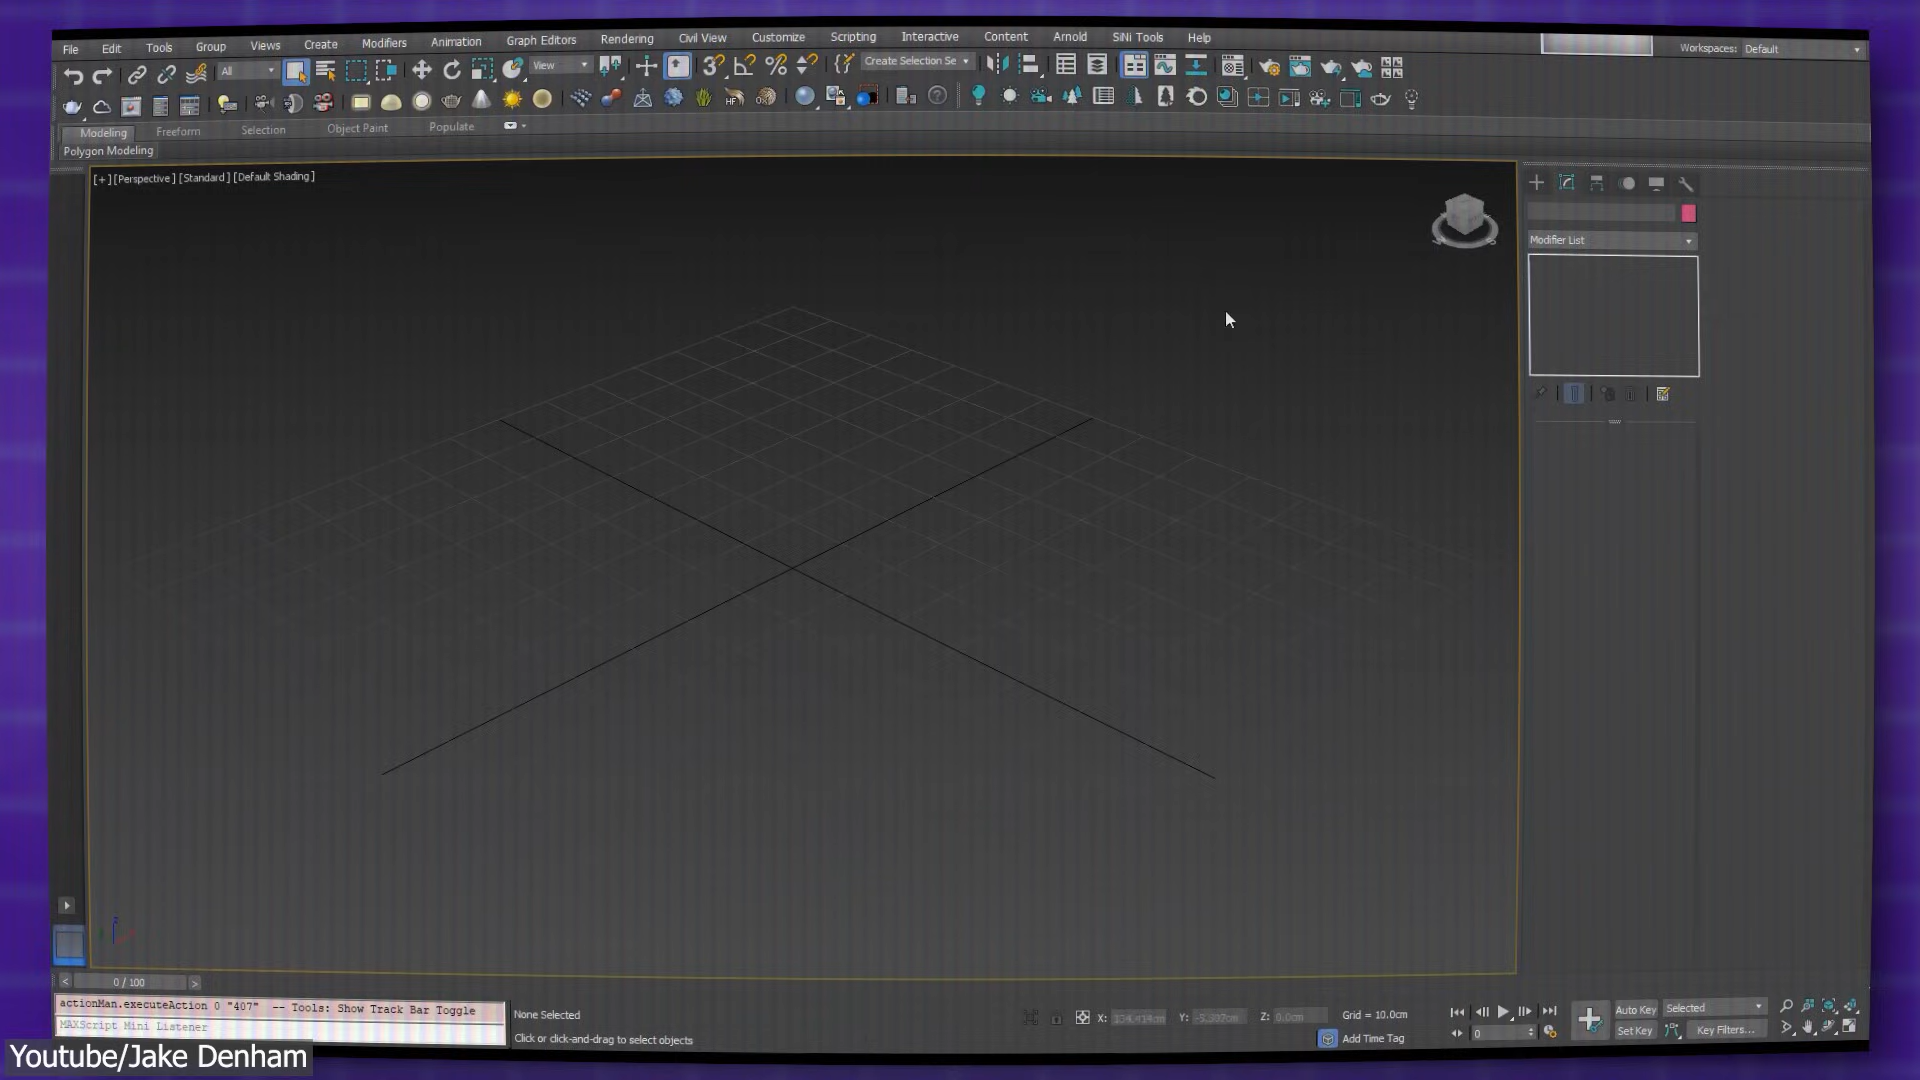 File Edit Tools Group Views Create Modifiers Animation Graph Editors Rendering Civil View Customize Scripting Interactive Content Arnold SiNi Tools Help
Workspaces: Default
All
View
3
Create Selection Se
HF
Modeling Freeform Selection Object Paint Populate
Polygon Modeling
[+] [Perspective] [Standard] [Default Shading]
Modifier List
< 0 / 100 >
actionMan.executeAction 0 "407" -- Tools: Show Track Bar Toggle
MAXScript Mini Listener
None Selected
Click or click-and-drag to select objects
X:
Y:
Z: 0.0cm
Grid = 10.0cm
Add Time Tag
0
Auto Key Selected
Set Key Key Filters...
Youtube/Jake Denham